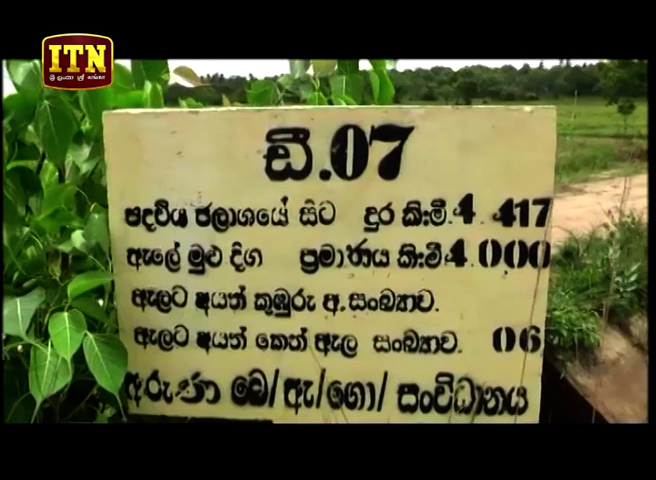 ITN
ශ්‍රී ලංකා
ඩී.07
පදවිය ජලාශයේ සිට දුර කි.මී. 4.417
ඇලේ මුළු දිග ප්‍රමාණය කි.මී 4.000
ඇලට අයත් කුඹුරු අ.සංඛ්‍යාව.
ඇලට අයත් කෙත් ඇල සංඛ්‍යාව. 06
අරුණ බෙ/ඇ/ගො/ සංවිධානය